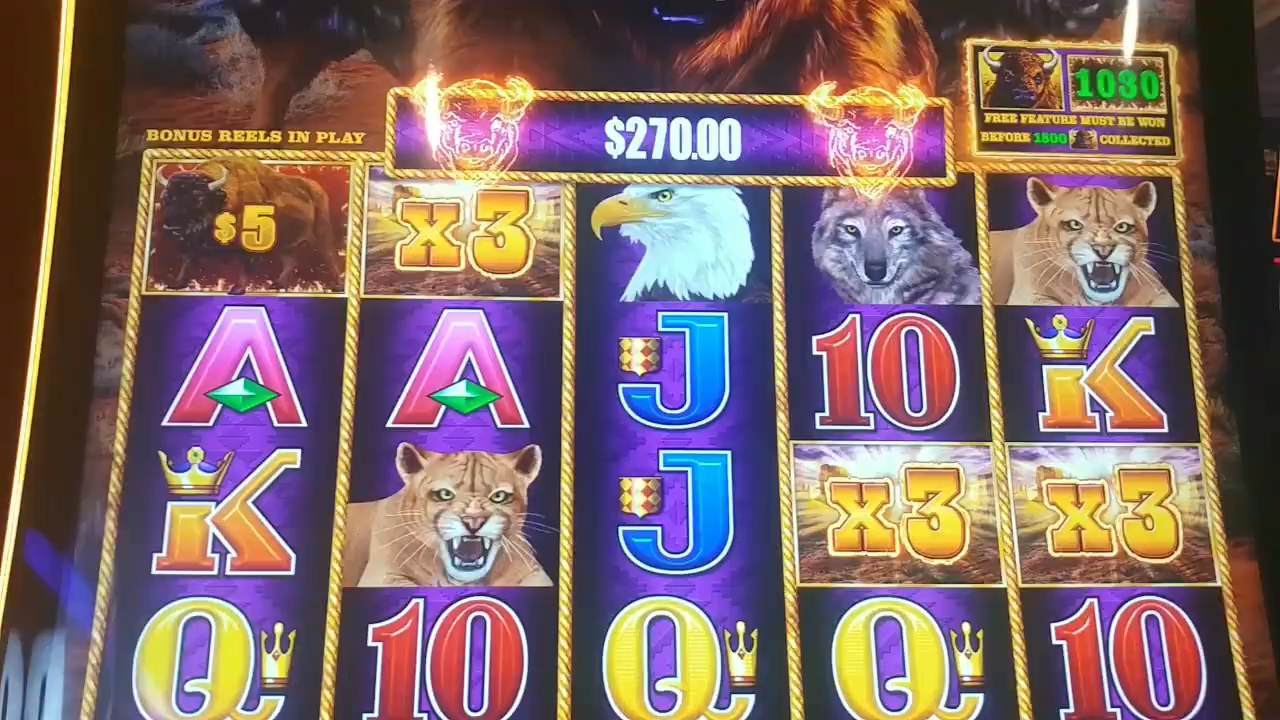 1080
FREE FEATURE MUST BE WON
BEFORE 1800 COLLECTED
BONUS REELS IN PLAY
$270.00
$5 x3
A A J 10 K
K J x3 x3
Q 10 Q Q 10